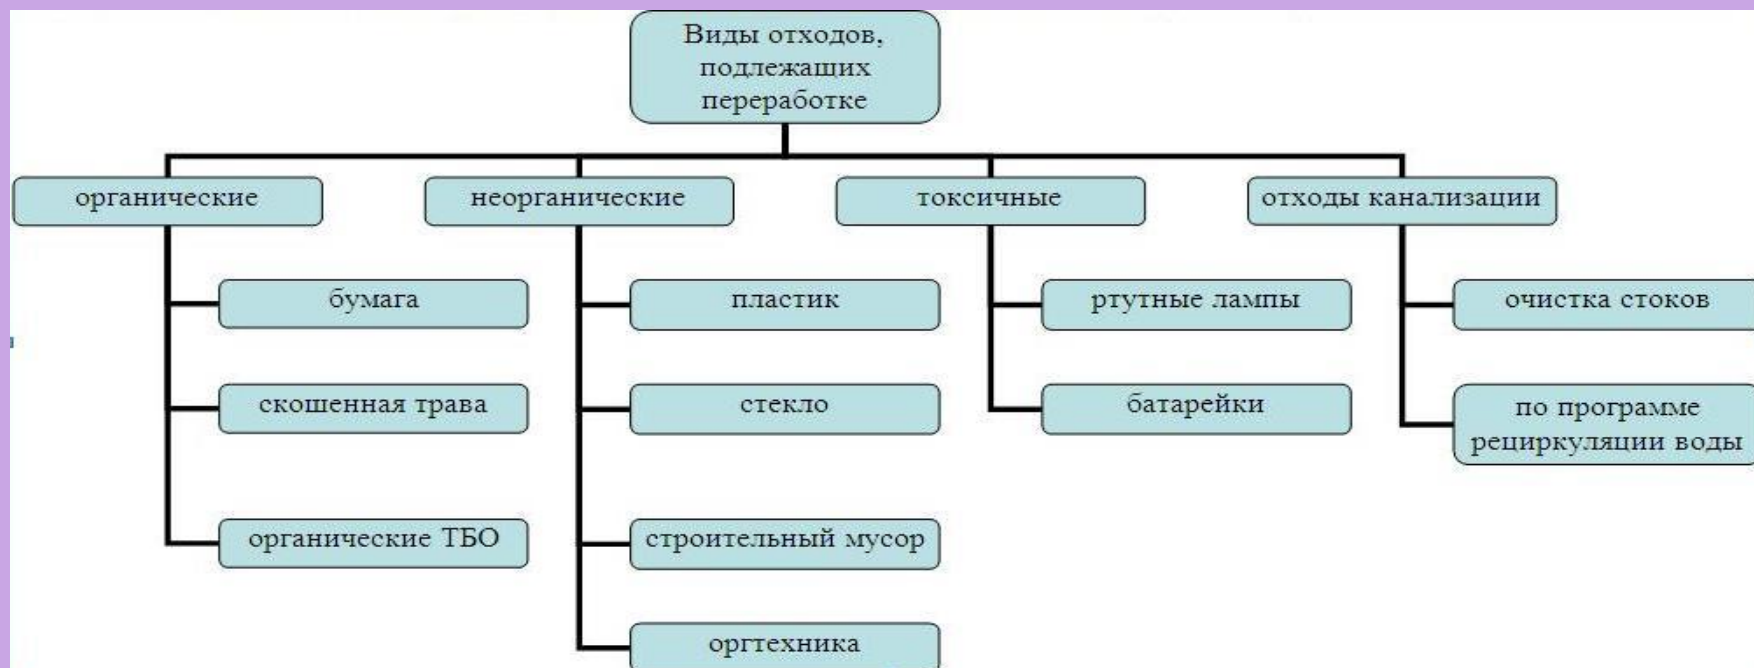 Виды отходов,
подлежащих
переработке
органические
неорганические
токсичные
отходы канализации
бумага
пластик
ртутные лампы
очистка стоков
скошенная трава
стекло
батарейки
по программе
рециркуляции воды
органические ТБО
строительный мусор
оргтехника